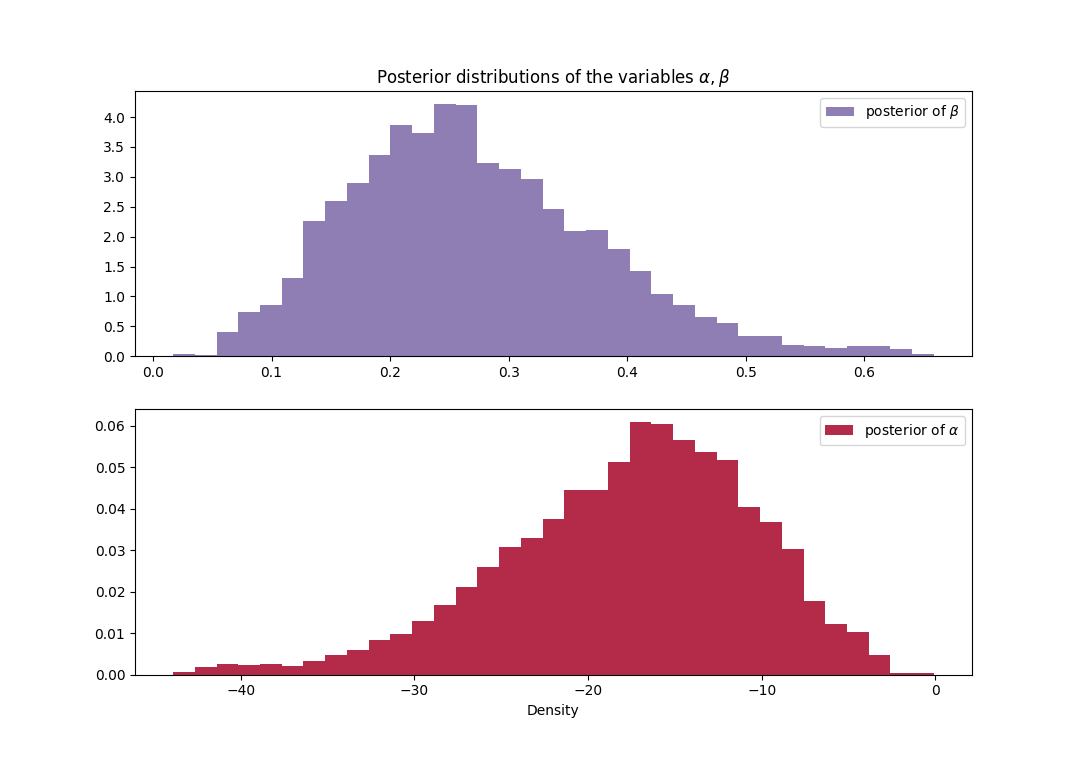 Posterior distributions of the variables α, β
posterior of β
4.0
3.5
3.0
2.5
2.0
1.5
1.0
0.5
0.0
0.0 0.1 0.2 0.3 0.4 0.5 0.6
posterior of α
0.06
0.05
0.04
0.03
0.02
0.01
0.00
−40 −30 −20 −10 0
Density